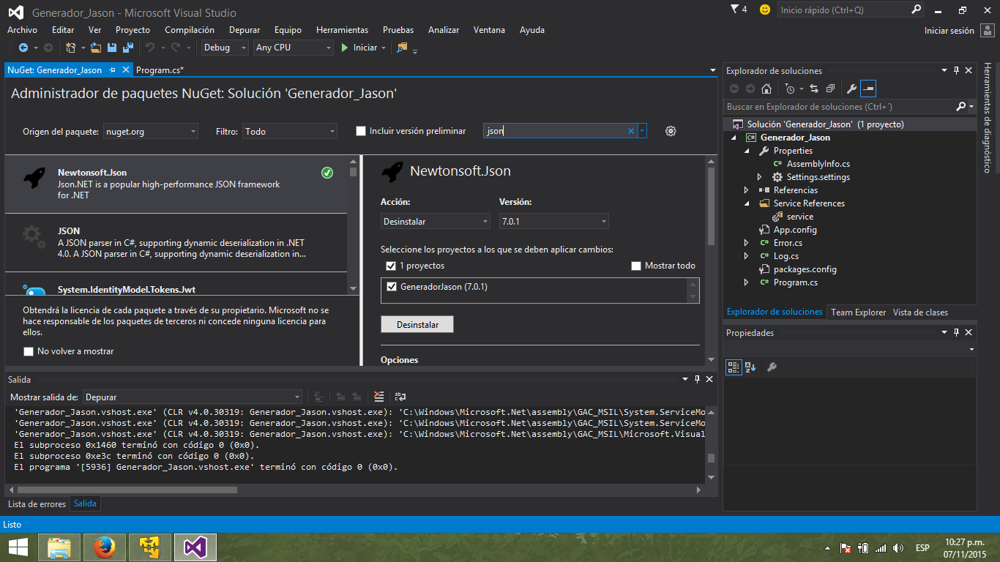 Generador_Jason - Microsoft Visual Studio
4
Inicio rápido (Ctrl+Q)
Archivo Editar Ver Proyecto Compilación Depurar Equipo Herramientas Pruebas Analizar Ventana Ayuda
Iniciar sesión
Debug Any CPU Iniciar
NuGet: Generador_Jason Program.cs*
Administrador de paquetes NuGet: Solución 'Generador_Jason'
Origen del paquete: nuget.org Filtro: Todo Incluir versión preliminar json
Newtonsoft.Json
Json.NET is a popular high-performance JSON framework
for .NET
JSON
A JSON parser in C#, supporting dynamic deserialization in .NET
4.0. A JSON parser in C#, supporting dynamic deserialization in...
System.IdentityModel.Tokens.Jwt
Obtendrá la licencia de cada paquete a través de su propietario. Microsoft no se
hace responsable de los paquetes de terceros ni concede ninguna licencia para
ellos.
No volver a mostrar
Newtonsoft.Json
Acción: Versión:
Desinstalar 7.0.1
Seleccione los proyectos a los que se deben aplicar cambios:
1 proyectos Mostrar todo
GeneradorJason (7.0.1)
Desinstalar
Opciones
Explorador de soluciones
Buscar en Explorador de soluciones (Ctrl+´)
Solución 'Generador_Jason' (1 proyecto)
C# Generador_Jason
Properties
C# AssemblyInfo.cs
Settings.settings
Referencias
Service References
service
App.config
C# Error.cs
C# Log.cs
packages.config
C# Program.cs
Explorador de soluciones Team Explorer Vista de clases
Herramientas de diagnóstico
Propiedades
Salida
Mostrar salida de: Depurar
'Generador_Jason.vshost.exe' (CLR v4.0.30319: Generador_Jason.vshost.exe): 'C:\Windows\Microsoft.Net\assembly\GAC_MSIL\System.ServiceMo
'Generador_Jason.vshost.exe' (CLR v4.0.30319: Generador_Jason.vshost.exe): 'C:\Windows\Microsoft.Net\assembly\GAC_MSIL\System.ServiceMo
'Generador_Jason.vshost.exe' (CLR v4.0.30319: Generador_Jason.vshost.exe): 'C:\Windows\Microsoft.Net\assembly\GAC_MSIL\Microsoft.Visual
El subproceso 0x1460 terminó con código 0 (0x0).
El subproceso 0xe3c terminó con código 0 (0x0).
El programa '[5936] Generador_Jason.vshost.exe' terminó con código 0 (0x0).
Lista de errores Salida
Listo
ESP
10:27 p.m.
07/11/2015